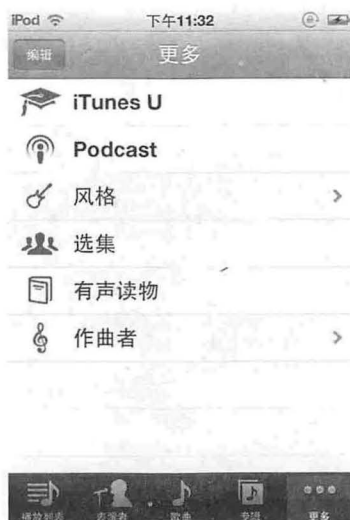 iPod 下午11:32
编辑 更多
iTunes U
Podcast
风格
选集
有声读物
作曲者
播放列表 表演者 歌曲 专辑 更多